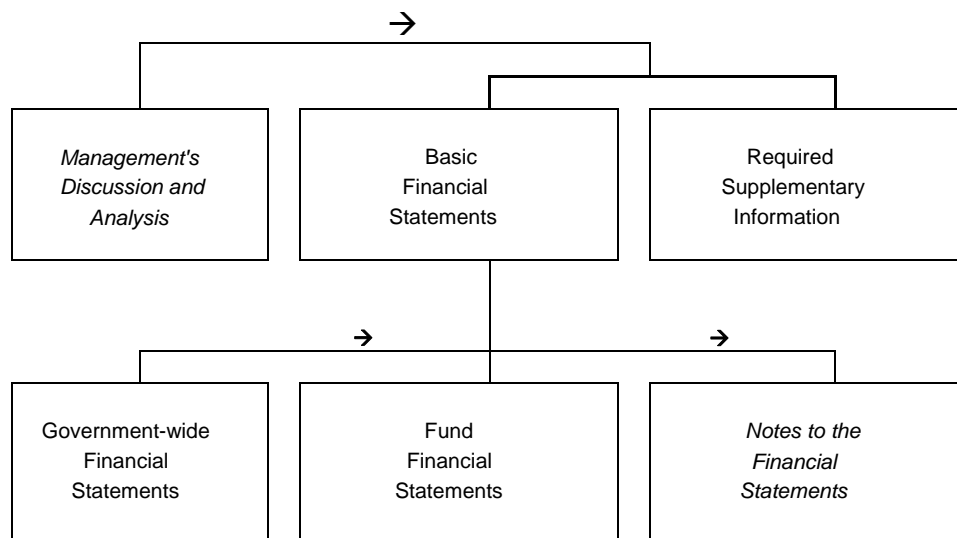 Management's
Discussion and
Analysis
Basic
Financial
Statements
Required
Supplementary
Information
Government-wide
Financial
Statements
Fund
Financial
Statements
Notes to the
Financial
Statements